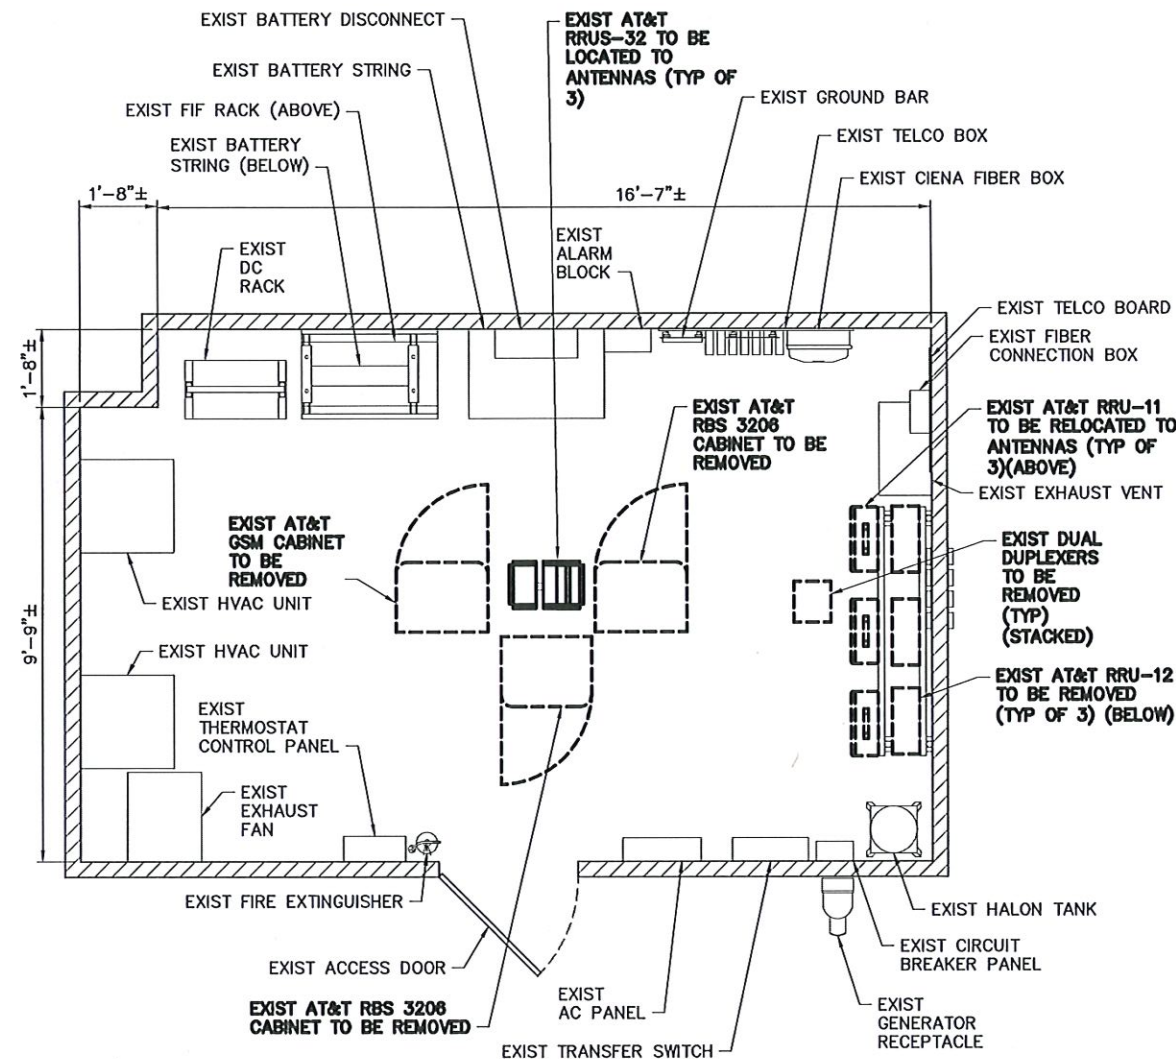 EXIST BATTERY DISCONNECT
EXIST AT&T
RRUS-32 TO BE
LOCATED TO
ANTENNAS (TYP OF
3)
EXIST BATTERY STRING
EXIST GROUND BAR
EXIST FIF RACK (ABOVE)
EXIST TELCO BOX
EXIST BATTERY
STRING (BELOW)
EXIST CIENA FIBER BOX
1'-8"±
16'-7"±
EXIST
DC
RACK
EXIST
ALARM
BLOCK
EXIST TELCO BOARD
EXIST FIBER
CONNECTION BOX
1'-8"±
EXIST AT&T
RBS 3206
CABINET TO BE
REMOVED
EXIST AT&T RRU-11
TO BE RELOCATED TO
ANTENNAS (TYP OF
3)(ABOVE)
EXIST EXHAUST VENT
EXIST AT&T
GSM CABINET
TO BE
REMOVED
EXIST DUAL
DUPLEXERS
TO BE
REMOVED
(TYP)
(STACKED)
EXIST HVAC UNIT
9'-9"±
EXIST HVAC UNIT
EXIST AT&T RRU-12
TO BE REMOVED
(TYP OF 3) (BELOW)
EXIST
THERMOSTAT
CONTROL PANEL
EXIST
EXHAUST
FAN
EXIST FIRE EXTINGUISHER
EXIST HALON TANK
EXIST CIRCUIT
BREAKER PANEL
EXIST ACCESS DOOR
EXIST
AC PANEL
EXIST AT&T RBS 3206
CABINET TO BE REMOVED
EXIST
GENERATOR
RECEPTACLE
EXIST TRANSFER SWITCH